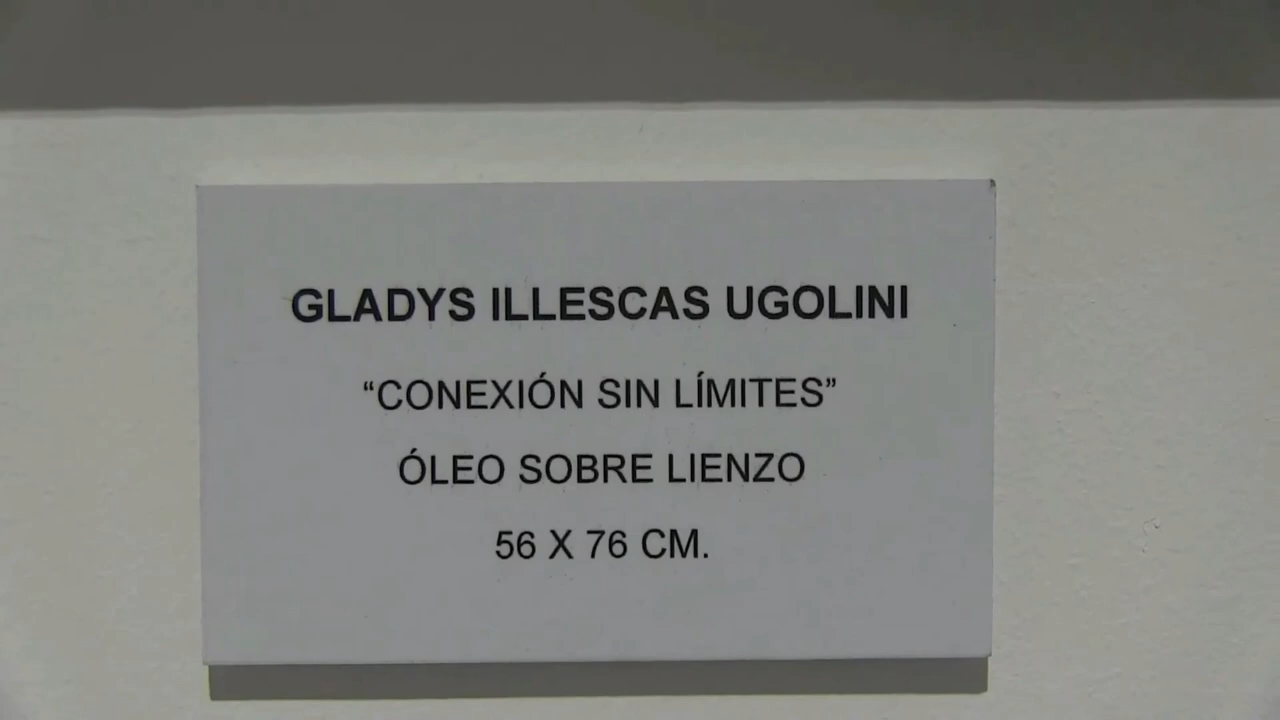 GLADYS ILLESCAS UGOLINI
“CONEXIÓN SIN LÍMITES”
ÓLEO SOBRE LIENZO
56 X 76 CM.